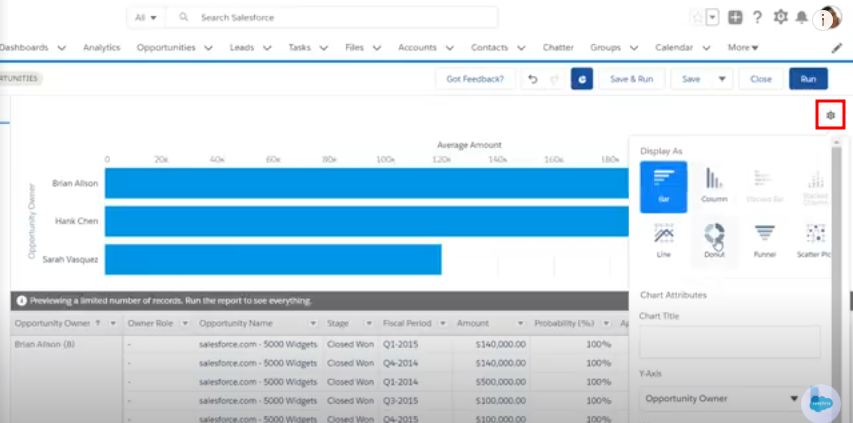 All
Search Salesforce
Dashboards
Analytics
Opportunities
Leads
Tasks
Files
Accounts
Contacts
Chatter
Groups
Calendar
More
RTUNITIES
Got Feedback?
Save & Run
Save
Close
Run
Average Amount
0 20k 40k 60k 80k 100k 120k 140k 160k 180k
Opportunity Owner
Brian Alison
Hank Chen
Sarah Vasquez
Display As
Bar
Column
Stacked Bar
Stacked Column
Line
Donut
Funnel
Scatter Plo
Chart Attributes
Chart Title
Y-Axis
Opportunity Owner
Previewing a limited number of records. Run the report to see everything.
Opportunity Owner ↑ Owner Role Opportunity Name Stage Fiscal Period Amount Probability (%) Ag
Brian Alison (8) - salesforce.com - 5000 Widgets Closed Won Q1-2015 $140,000.00 100%
- salesforce.com - 5000 Widgets Closed Won Q4-2014 $140,000.00 100%
- salesforce.com - 5000 Widgets Closed Won Q1-2014 $500,000.00 100%
- salesforce.com - 5000 Widgets Closed Won Q3-2015 $100,000.00 100%
- salesforce.com - 5000 Widgets Closed Won Q4-2015 $100,000.00 100%